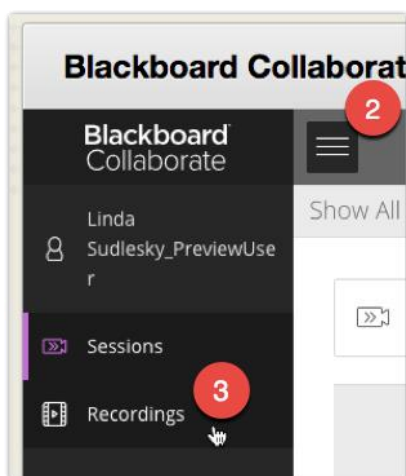 Blackboard Collaborat
2
Blackboard
Collaborate
Show All
Linda
Sudlesky_PreviewUse
r
Sessions
3
Recordings